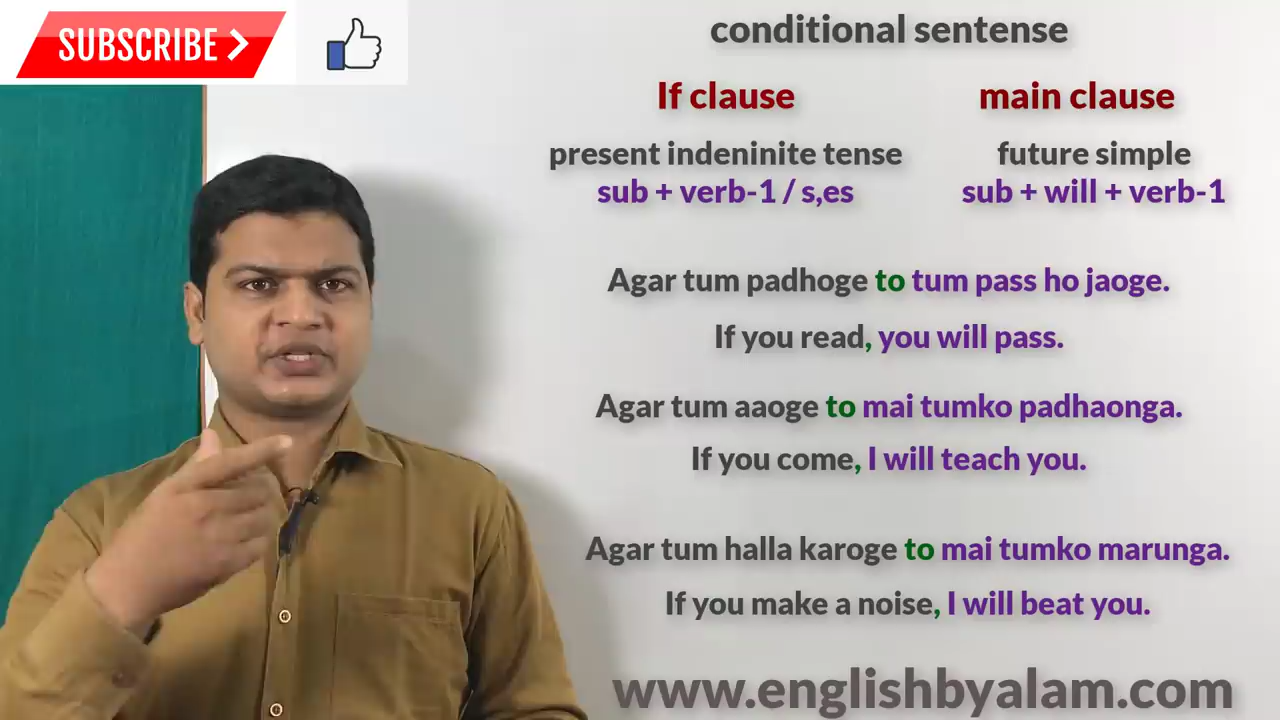 SUBSCRIBE
conditional sentense
If clause main clause
present indeninite tense future simple
sub + verb-1 / s,es sub + will + verb-1
Agar tum padhoge to tum pass ho jaoge.
If you read, you will pass.
Agar tum aaoge to mai tumko padhaonga.
If you come, I will teach you.
Agar tum halla karoge to mai tumko marunga.
If you make a noise, I will beat you.
www.englishbyalam.com